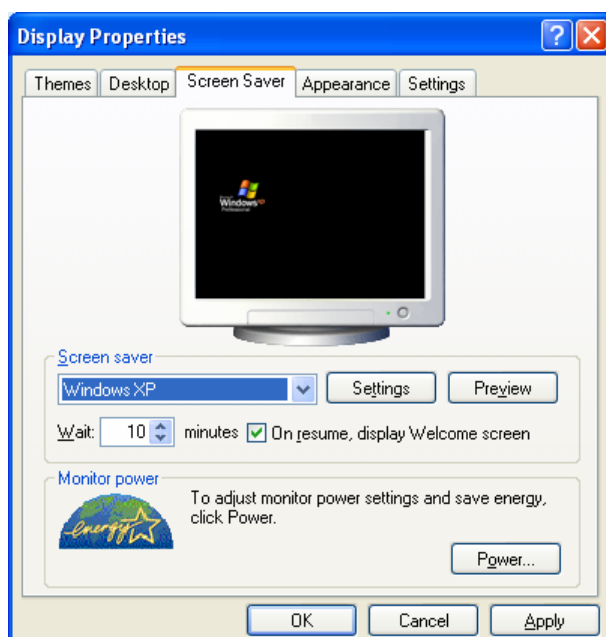 Display Properties
Themes Desktop Screen Saver Appearance Settings
Windows xp
Professional
Screen saver
Windows XP Settings Preview
Wait: 10 minutes On resume, display Welcome screen
Monitor power
To adjust monitor power settings and save energy,
click Power.
energy
Power...
OK Cancel Apply